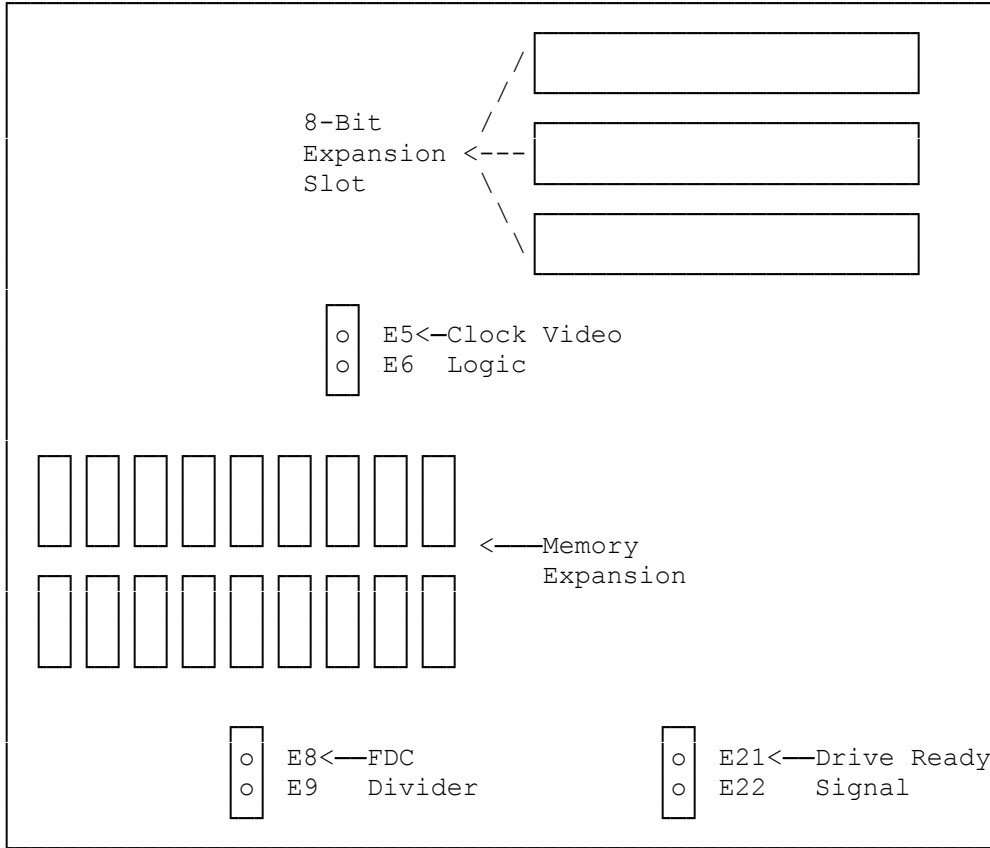 8-Bit
Expansion
Slot
E5<—Clock Video
E6 Logic
<——Memory
Expansion
E8<——FDC
E9 Divider
E21<——Drive Ready
E22 Signal